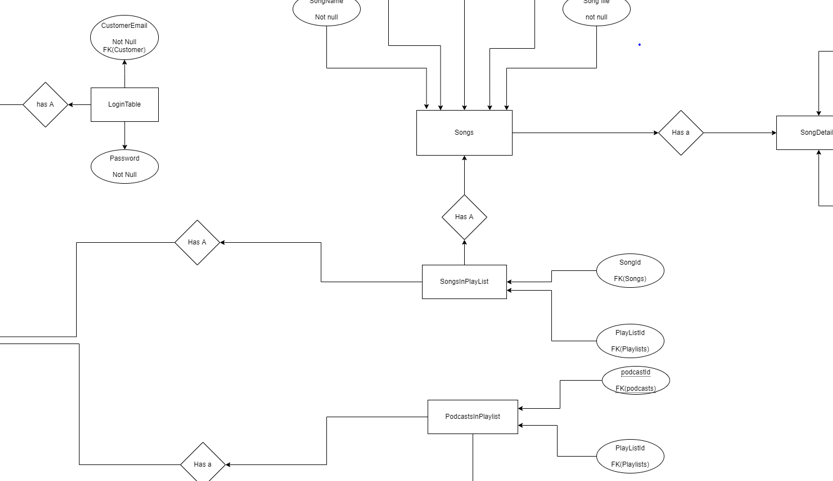 SongName
Not null
Song file
not null
CustomerEmail
Not Null
FK(Customer)
has A
LoginTable
Password
Not Null
Songs
Has a
SongDetail
Has A
Has A
SongsInPlayList
SongId
FK(Songs)
PlayListId
FK(Playlists)
podcastId
FK(podcasts)
PodcastsInPlaylist
PlayListId
FK(Playlists)
Has a